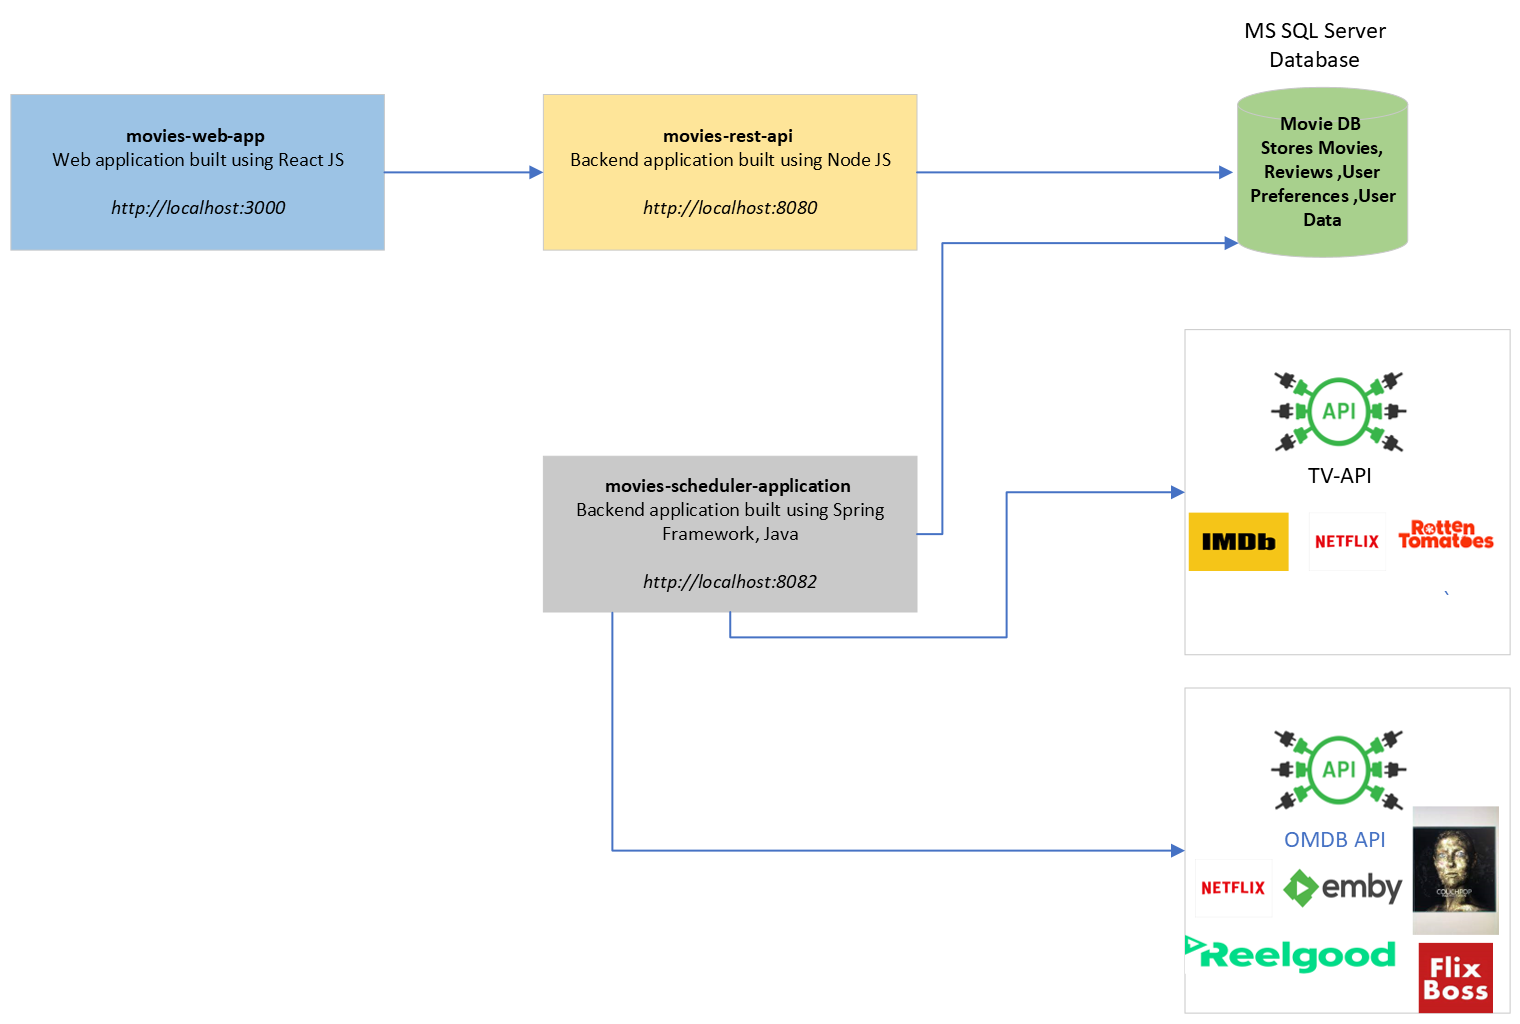 MS SQL Server
Database
movies-web-app
Web application built using React JS
http://localhost:3000
movies-rest-api
Backend application built using Node JS
http://localhost:8080
Movie DB
Stores Movies,
Reviews ,User
Preferences ,User
Data
movies-scheduler-application
Backend application built using Spring
Framework, Java
http://localhost:8082
API
TV-API
IMDb
NETFLIX
Rotten
Tomatoes
`
API
OMDB API
NETFLIX
emby
COUCHPOP
Reelgood
Flix
Boss